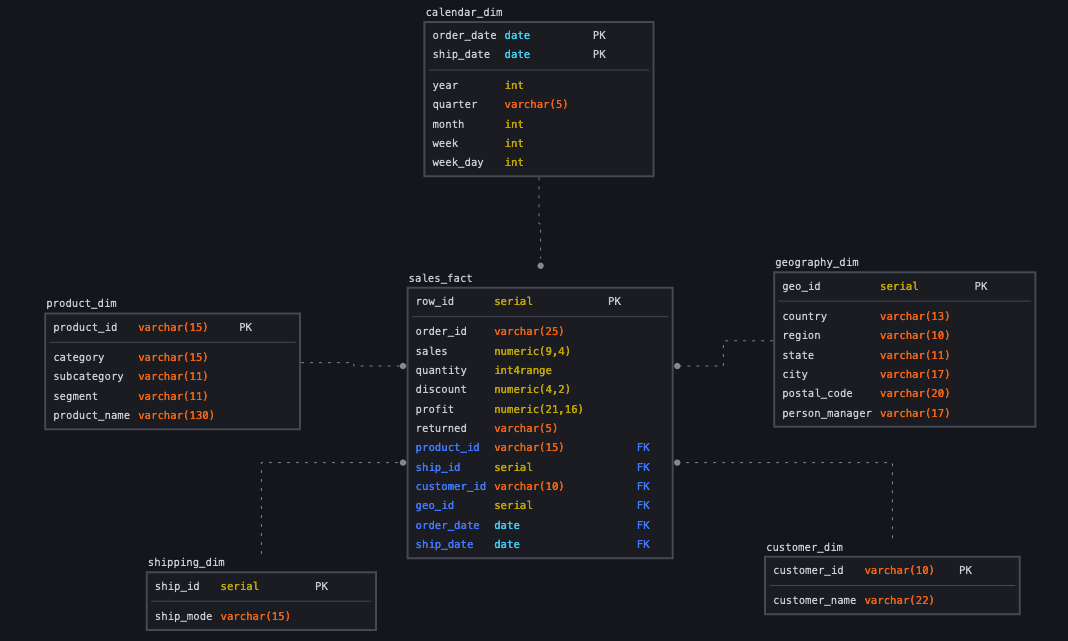 calendar_dim
order_date date PK
ship_date date PK
year int
quarter varchar(5)
month int
week int
week_day int
sales_fact
row_id serial PK
order_id varchar(25)
sales numeric(9,4)
quantity int4range
discount numeric(4,2)
profit numeric(21,16)
returned varchar(5)
product_id varchar(15) FK
ship_id serial FK
customer_id varchar(10) FK
geo_id serial FK
order_date date FK
ship_date date FK
geography_dim
geo_id serial PK
country varchar(13)
region varchar(10)
state varchar(11)
city varchar(17)
postal_code varchar(20)
person_manager varchar(17)
product_dim
product_id varchar(15) PK
category varchar(15)
subcategory varchar(11)
segment varchar(11)
product_name varchar(130)
shipping_dim
ship_id serial PK
ship_mode varchar(15)
customer_dim
customer_id varchar(10) PK
customer_name varchar(22)